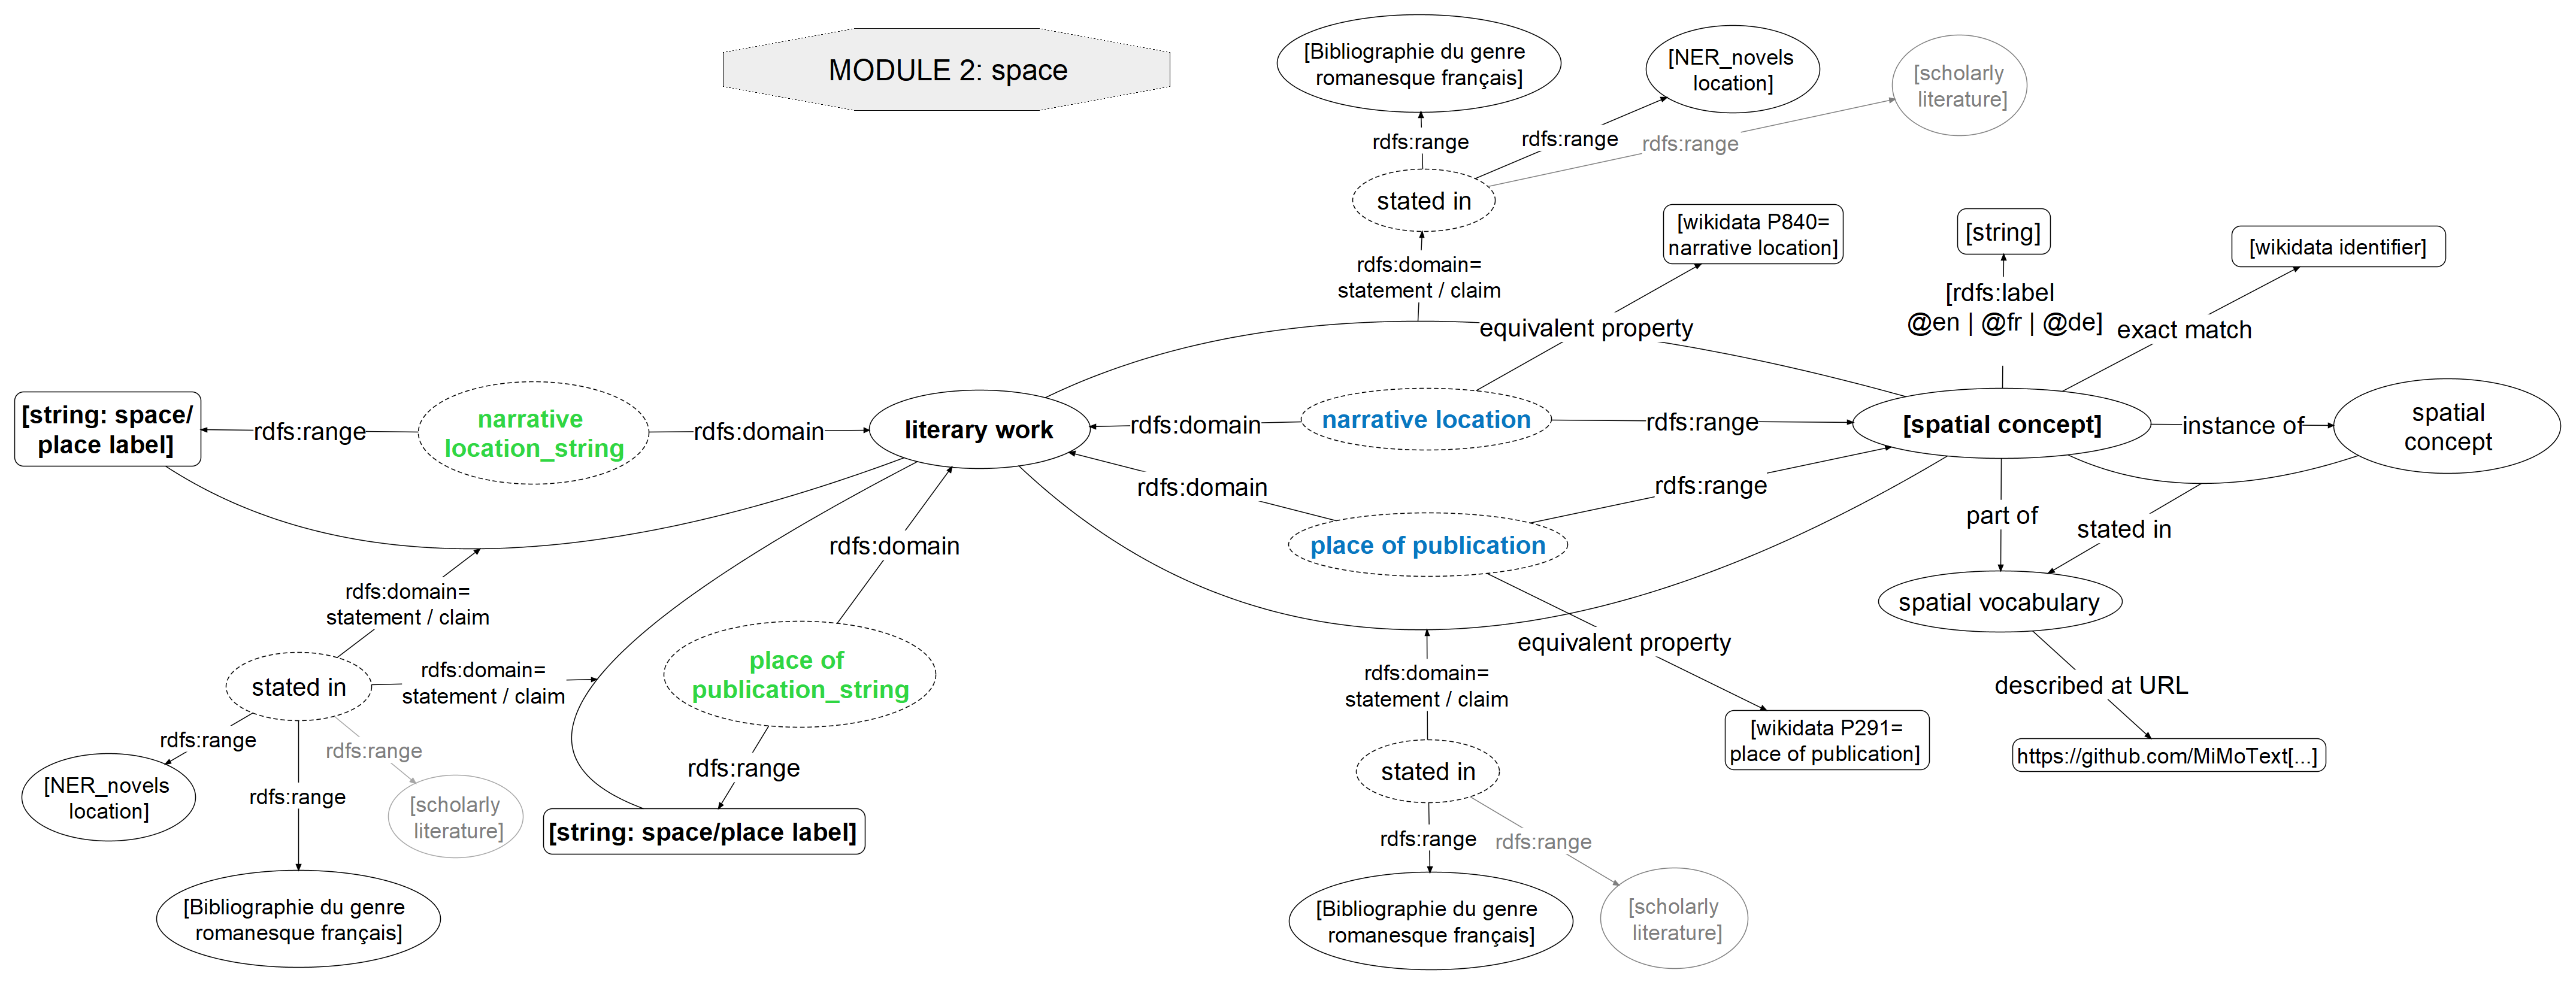 MODULE 2: space
[Bibliographie du genre
romanesque français]
[NER_novels
location]
[scholarly
literature]
rdfs:range
rdfs:range
rdfs:range
stated in
[wikidata P840=
narrative location]
[string]
[wikidata identifier]
rdfs:domain=
statement / claim
[rdfs:label
@en | @fr | @de]
equivalent property
exact match
[string: space/
place label]
rdfs:range
narrative
location_string
rdfs:domain
literary work
rdfs:domain
narrative location
rdfs:range
[spatial concept]
instance of
spatial
concept
rdfs:domain
rdfs:range
place of publication
rdfs:domain
part of
stated in
rdfs:domain=
statement / claim
spatial vocabulary
stated in
rdfs:domain=
statement / claim
place of
publication_string
equivalent property
rdfs:domain=
statement / claim
described at URL
rdfs:range
rdfs:range
rdfs:range
rdfs:range
[wikidata P291=
place of publication]
https://github.com/MiMoText[...]
stated in
[NER_novels
location]
[scholarly
literature]
[string: space/place label]
rdfs:range
rdfs:range
[Bibliographie du genre
romanesque français]
[Bibliographie du genre
romanesque français]
[scholarly
literature]